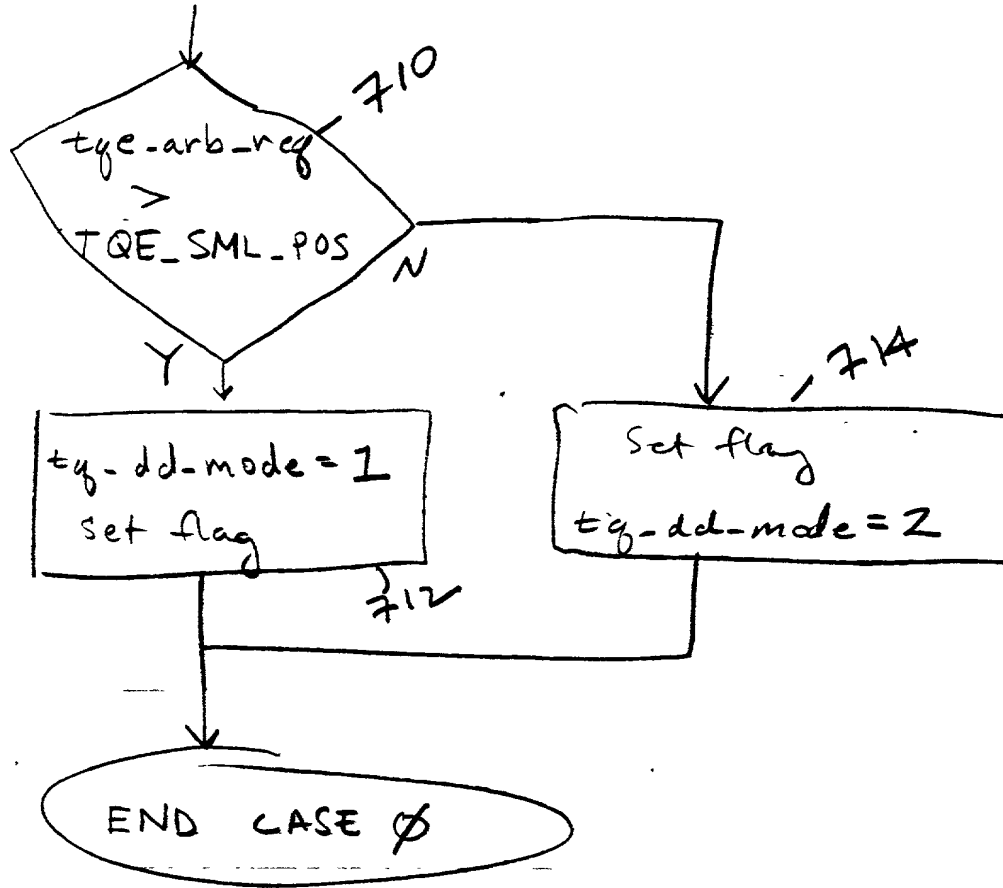 710
tqe-arb-req
>
TQE_SML_POS
N
Y
714
tq-dd-mode = 1
set flag
712
Set flag
tq-dd-mode = 2
END CASE Ø